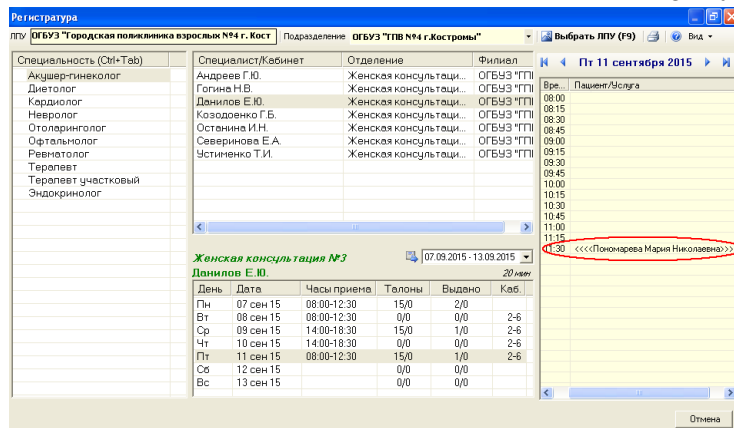 Регистратура
ЛПУ ОГБУЗ "Городская поликлиника взрослых №4 г. Кост Подразделение ОГБУЗ "ГПВ №4 г.Костромы" Выбрать ЛПУ (F9) Вид
Специальность (Ctrl+Tab)
Акушер-гинеколог
Диетолог
Кардиолог
Невролог
Отоларинголог
Офтальмолог
Ревматолог
Терапевт
Терапевт участковый
Эндокринолог
Специалист/Кабинет Отделение Филиал
Андреев Г.Ю. Женская консультаци... ОГБУЗ "ГПI
Гогина Н.В. Женская консультаци... ОГБУЗ "ГПI
Данилов Е.Ю. Женская консультаци... ОГБУЗ "ГПI
Козодоенко Г.Б. Женская консультаци... ОГБУЗ "ГПI
Останина И.Н. Женская консультаци... ОГБУЗ "ГПI
Северинова Е.А. Женская консультаци... ОГБУЗ "ГПI
Устименко Т.И. Женская консультаци... ОГБУЗ "ГПI
Женская консультация №3 07.09.2015 - 13.09.2015
Данилов Е.Ю. 20 мин
День Дата Часы приема Талоны Выдано Каб.
Пн 07 сен 15 08:00-12:30 15/0 2/0
Вт 08 сен 15 08:00-12:30 0/0 0/0 2-6
Ср 09 сен 15 14:00-18:30 15/0 1/0 2-6
Чт 10 сен 15 14:00-18:30 0/0 0/0 2-6
Пт 11 сен 15 08:00-12:30 15/0 1/0 2-6
Сб 12 сен 15 0/0 0/0
Вс 13 сен 15 0/0 0/0
Пт 11 сентября 2015
Вре... Пациент/Услуга
08:00
08:15
08:30
08:45
09:00
09:15
09:30
09:45
10:00
10:15
10:30
10:45
11:00
11:15
11:30 <<<<Пономарева Мария Николаевна>>>
Отмена